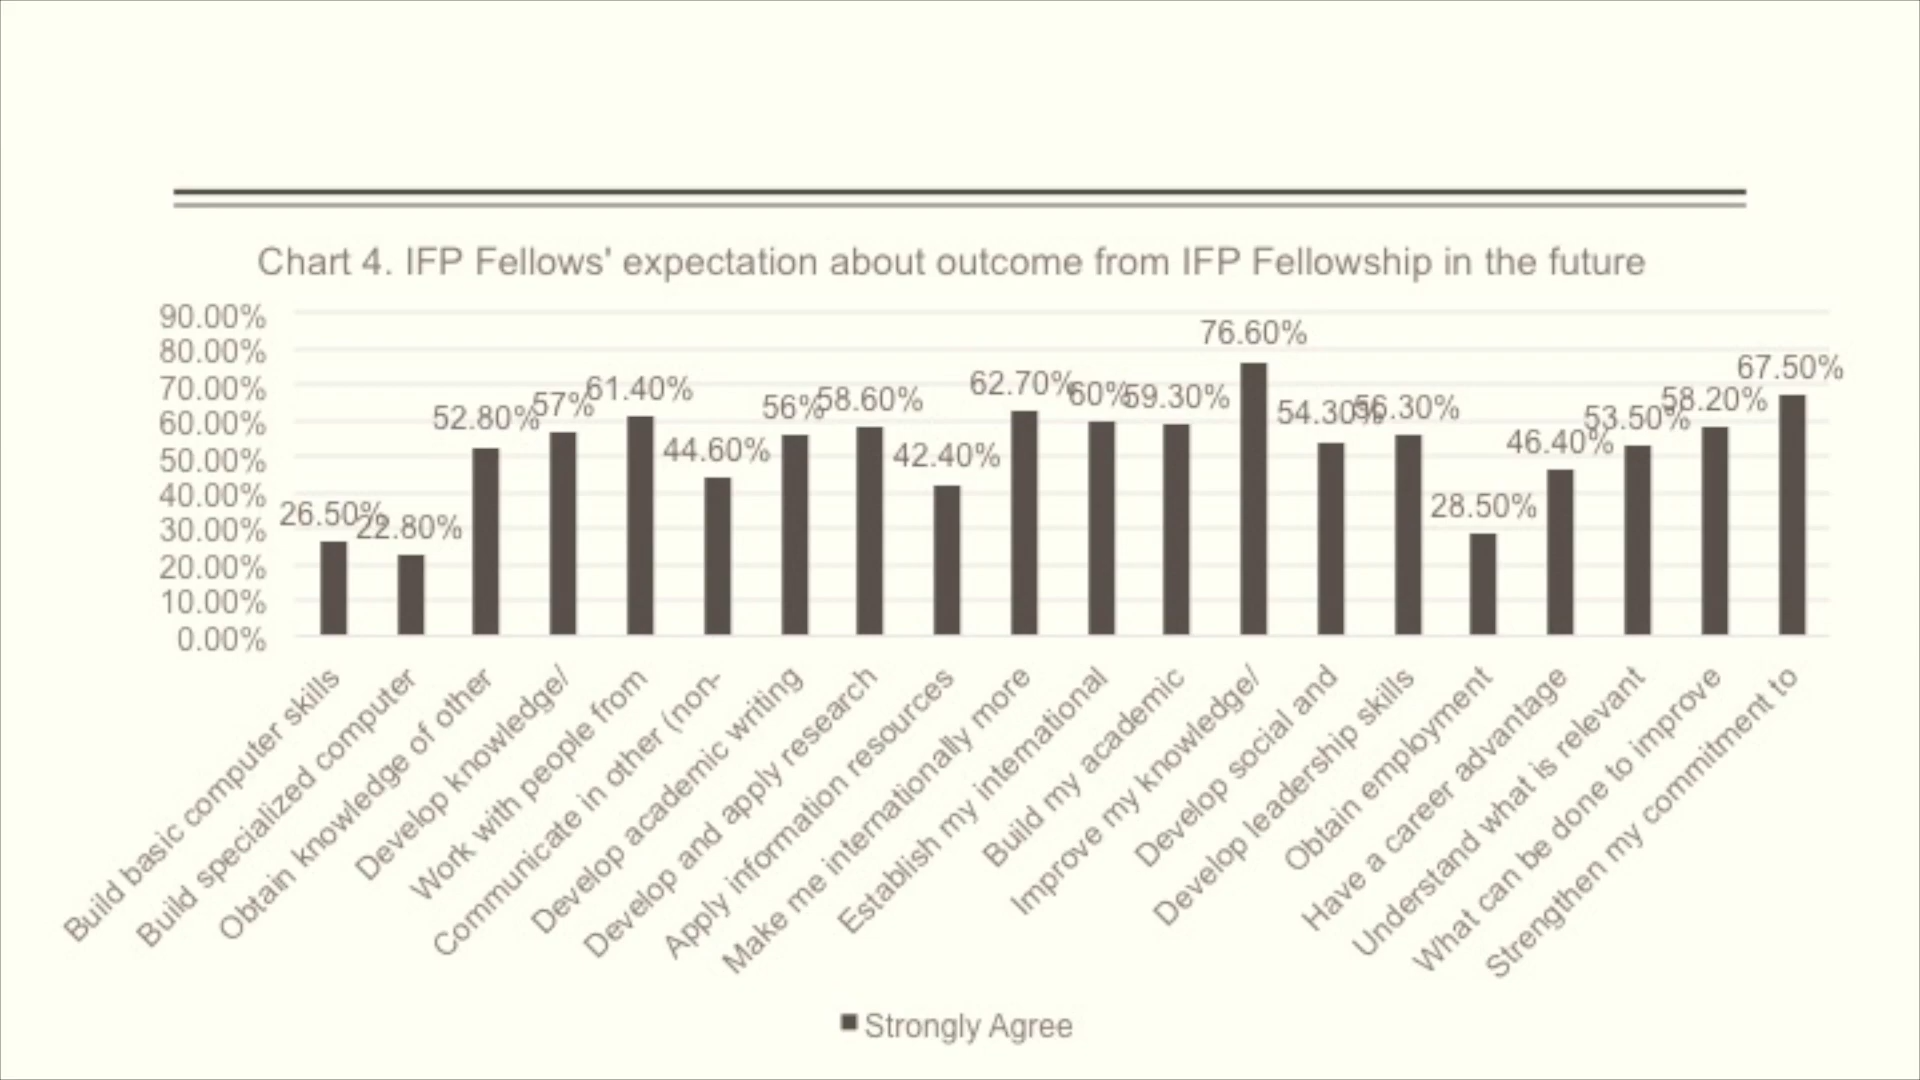 Chart 4. IFP Fellows' expectation about outcome from IFP Fellowship in the future
90.00%
80.00%
70.00%
60.00%
50.00%
40.00%
30.00%
20.00%
10.00%
0.00%
26.50%
22.80%
52.80%
57%
61.40%
44.60%
56%
58.60%
42.40%
62.70%
60%
59.30%
76.60%
54.30%
56.30%
28.50%
46.40%
53.50%
58.20%
67.50%
Build basic computer skills
Build specialized computer
Obtain knowledge of other
Develop knowledge/
Work with people from
Communicate in other (non-
Develop academic writing
Develop and apply research
Apply information resources
Make me internationally more
Establish my international
Build my academic
Improve my knowledge/
Develop social and
Develop leadership skills
Obtain employment
Have a career advantage
Understand what is relevant
What can be done to improve
Strengthen my commitment to
Strongly Agree